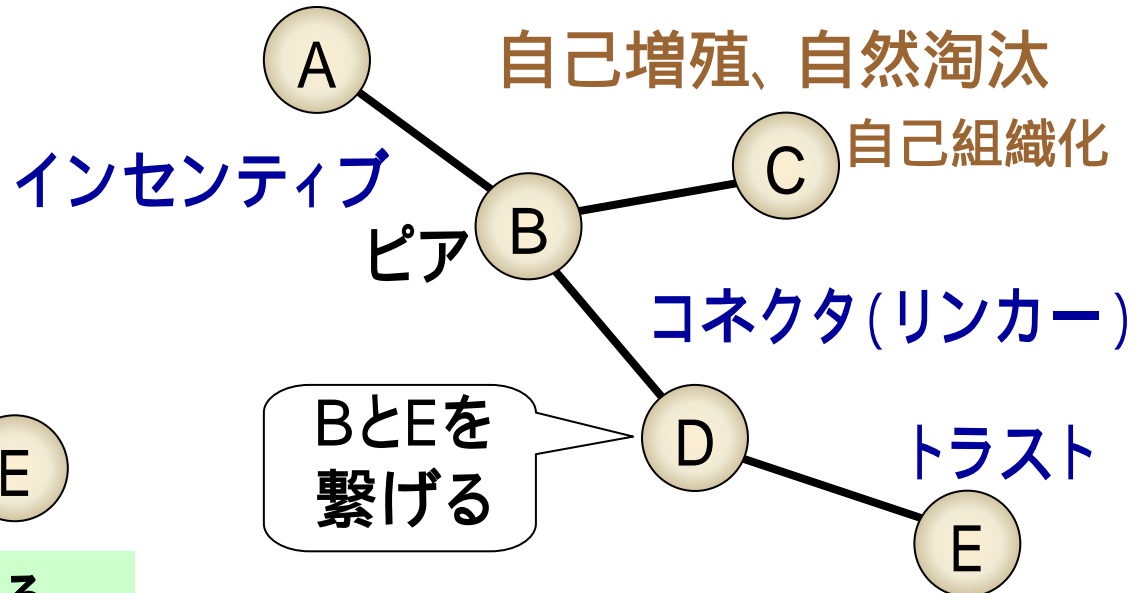 A
自己増殖、自然淘汰
C
自己組織化
インセンティブ
B
ピア
コネクタ(リンカー)
BとEを
繋げる
D
トラスト
E
E
る